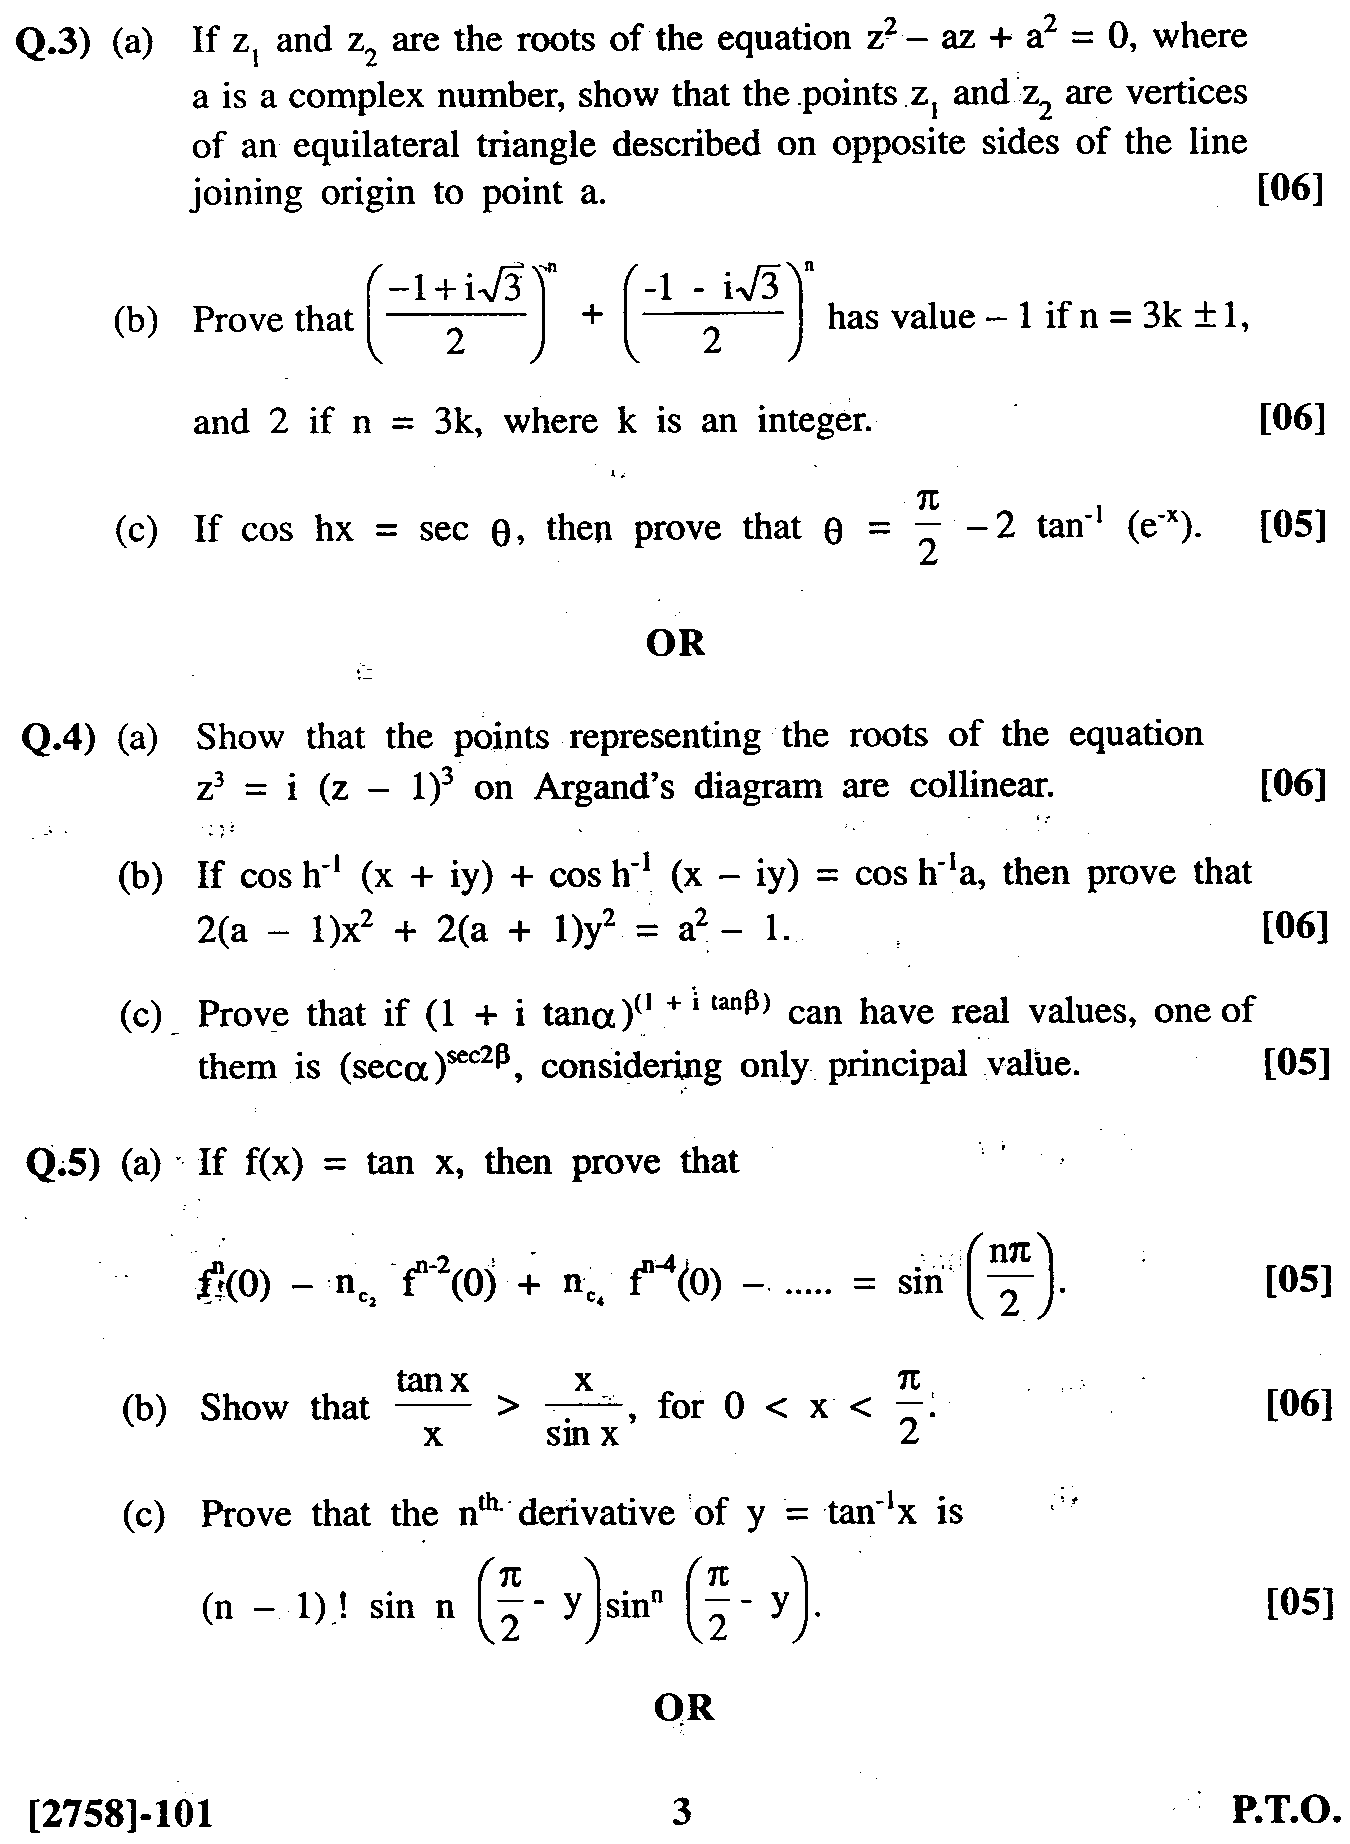 Q.3) (a) If z₁ and z₂ are the roots of the equation z² – az + a² = 0, where
a is a complex number, show that the points z₁ and z₂ are vertices
of an equilateral triangle described on opposite sides of the line
joining origin to point a. [06]
(b) Prove that ((-1+i√3)/2)ⁿ + ((-1 - i√3)/2)ⁿ has value – 1 if n = 3k ± 1,
and 2 if n = 3k, where k is an integer. [06]
(c) If cos hx = sec θ, then prove that θ = π/2 – 2 tan⁻¹ (e⁻ˣ). [05]
OR
Q.4) (a) Show that the points representing the roots of the equation
z³ = i (z – 1)³ on Argand's diagram are collinear. [06]
(b) If cos h⁻¹ (x + iy) + cos h⁻¹ (x – iy) = cos h⁻¹a, then prove that
2(a – 1)x² + 2(a + 1)y² = a² – 1. [06]
(c) Prove that if (1 + i tanα)^(1 + i tanβ) can have real values, one of
them is (secα)^sec2β, considering only principal value. [05]
Q.5) (a) If f(x) = tan x, then prove that
fⁿ(0) – n_c₂ fⁿ⁻²(0) + n_c₄ fⁿ⁻⁴(0) – ..... = sin (nπ/2). [05]
(b) Show that tan x/x > x/sin x, for 0 < x < π/2. [06]
(c) Prove that the nth derivative of y = tan⁻¹x is
(n – 1) ! sin n (π/2 - y) sinⁿ (π/2 - y). [05]
OR
[2758]-101 3 P.T.O.